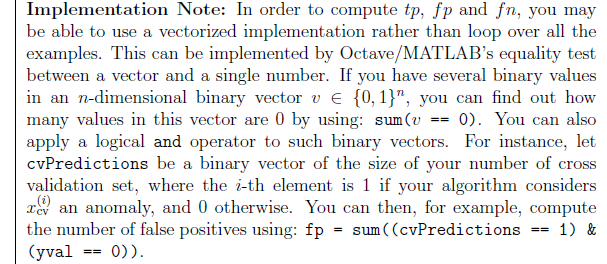 Implementation Note: In order to compute tp, fp and fn, you may
be able to use a vectorized implementation rather than loop over all the
examples. This can be implemented by Octave/MATLAB's equality test
between a vector and a single number. If you have several binary values
in an n-dimensional binary vector v ∈ {0, 1}ⁿ, you can find out how
many values in this vector are 0 by using: sum(v == 0). You can also
apply a logical and operator to such binary vectors. For instance, let
cvPredictions be a binary vector of the size of your number of cross
validation set, where the i-th element is 1 if your algorithm considers
x_cv^(i) an anomaly, and 0 otherwise. You can then, for example, compute
the number of false positives using: fp = sum((cvPredictions == 1) &
(yval == 0)).